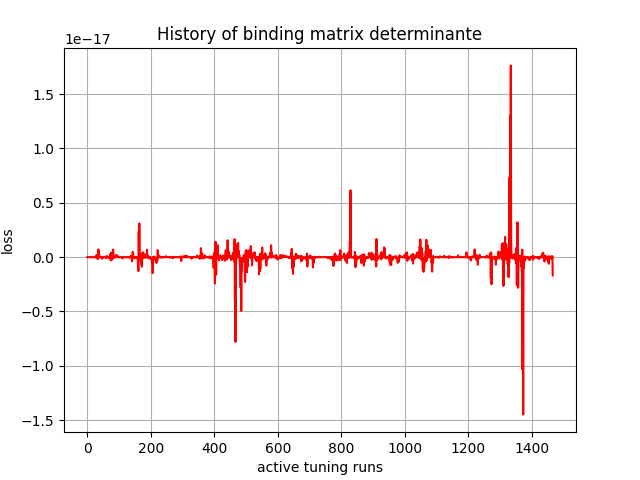 History of binding matrix determinante
1e−17
1.5
1.0
0.5
0.0
−0.5
−1.0
−1.5
loss
0 200 400 600 800 1000 1200 1400
active tuning runs